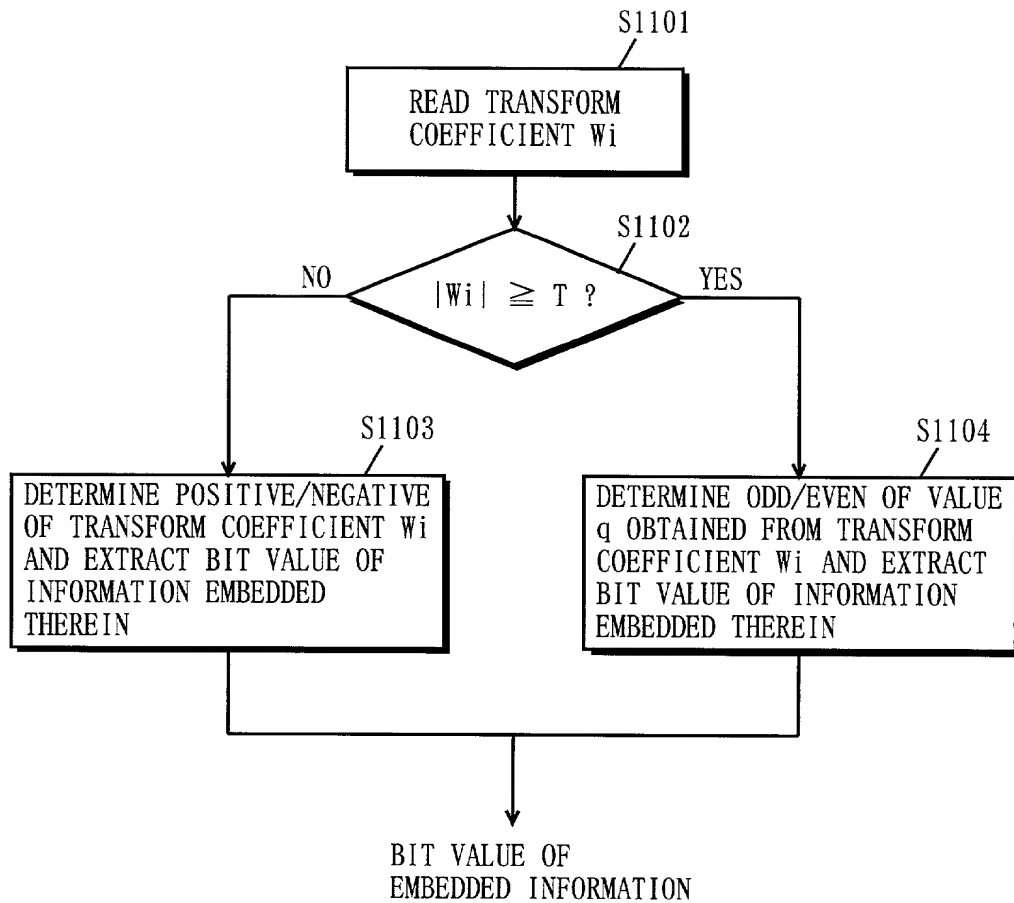 S1101
READ TRANSFORM
COEFFICIENT Wi
S1102
|Wi| ≧ T ?
NO
YES
S1103
DETERMINE POSITIVE/NEGATIVE
OF TRANSFORM COEFFICIENT Wi
AND EXTRACT BIT VALUE OF
INFORMATION EMBEDDED
THEREIN
S1104
DETERMINE ODD/EVEN OF VALUE
q OBTAINED FROM TRANSFORM
COEFFICIENT Wi AND EXTRACT
BIT VALUE OF INFORMATION
EMBEDDED THEREIN
BIT VALUE OF
EMBEDDED INFORMATION